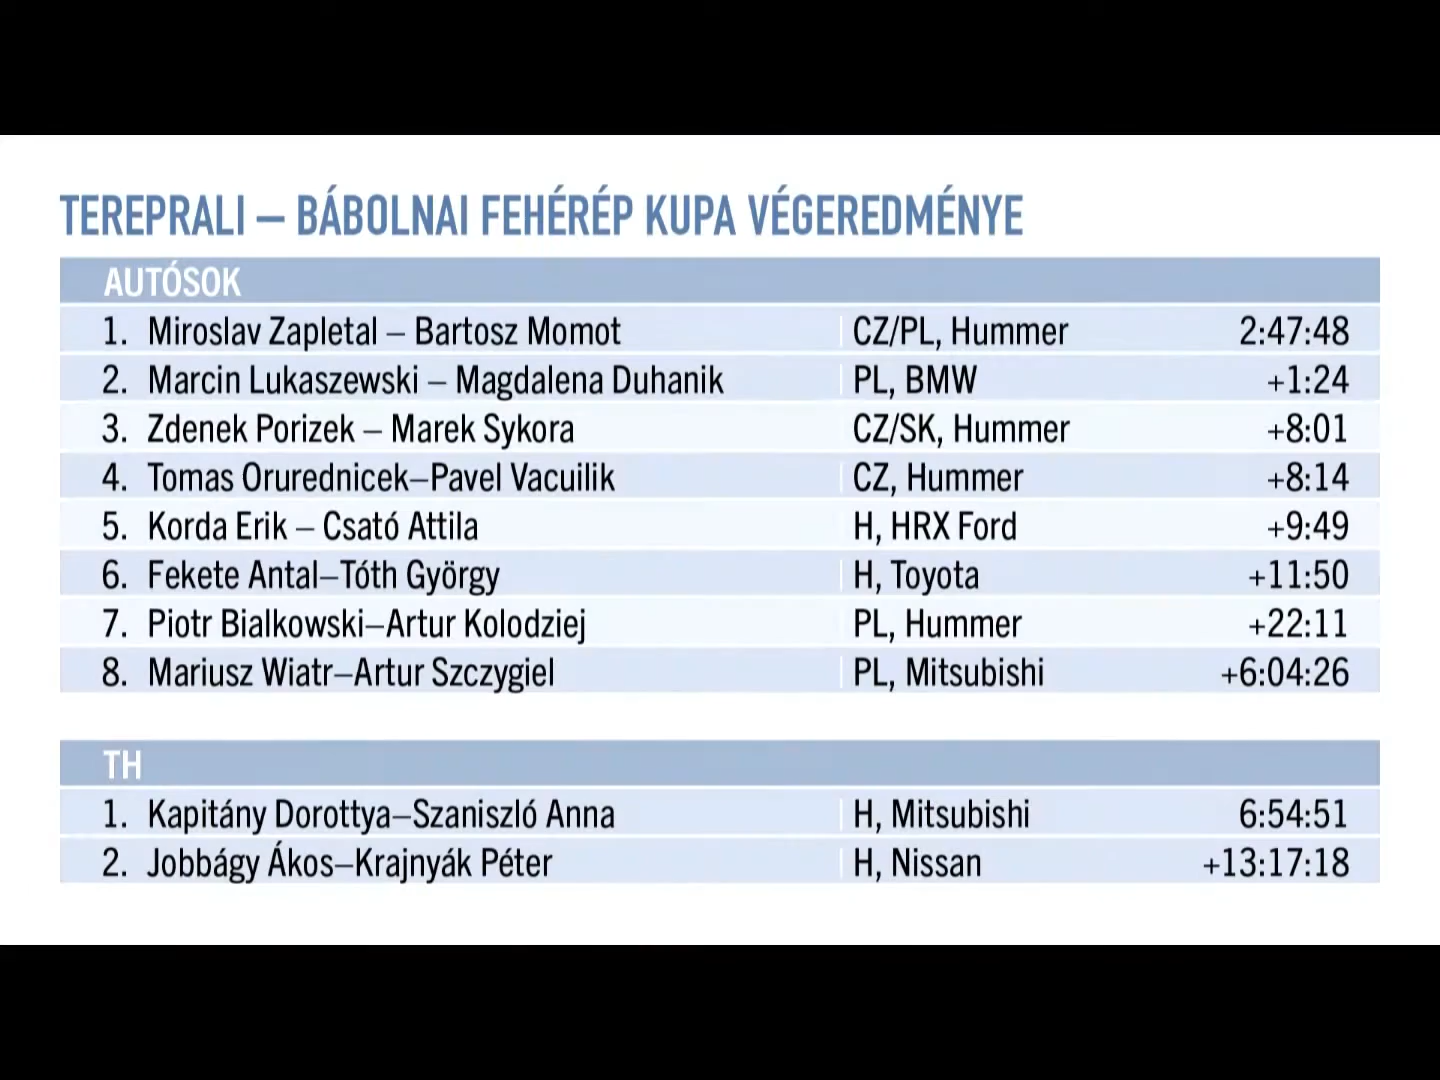 TEREPRALI – BÁBOLNAI FEHÉRÉP KUPA VÉGEREDMÉNYE
AUTÓSOK
1. Miroslav Zapletal – Bartosz Momot CZ/PL, Hummer 2:47:48
2. Marcin Lukaszewski – Magdalena Duhanik PL, BMW +1:24
3. Zdenek Porizek – Marek Sykora CZ/SK, Hummer +8:01
4. Tomas Orurednicek–Pavel Vacuilik CZ, Hummer +8:14
5. Korda Erik – Csató Attila H, HRX Ford +9:49
6. Fekete Antal–Tóth György H, Toyota +11:50
7. Piotr Bialkowski–Artur Kolodziej PL, Hummer +22:11
8. Mariusz Wiatr–Artur Szczygiel PL, Mitsubishi +6:04:26
TH
1. Kapitány Dorottya–Szaniszló Anna H, Mitsubishi 6:54:51
2. Jobbágy Ákos–Krajnyák Péter H, Nissan +13:17:18